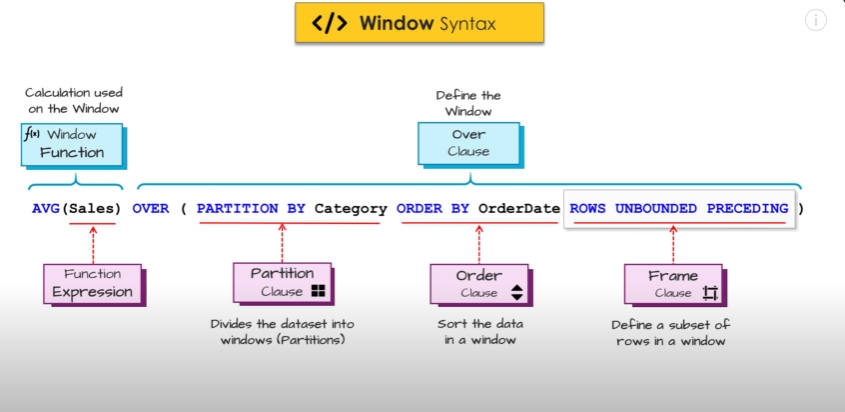 </> Window Syntax
Calculation used
on the Window
f(x) Window
Function
Define the
Window
Over
Clause
AVG(Sales) OVER ( PARTITION BY Category ORDER BY OrderDate ROWS UNBOUNDED PRECEDING )
Function
Expression
Partition
Clause
Divides the dataset into
windows (Partitions)
Order
Clause
Sort the data
in a window
Frame
Clause
Define a subset of
rows in a window